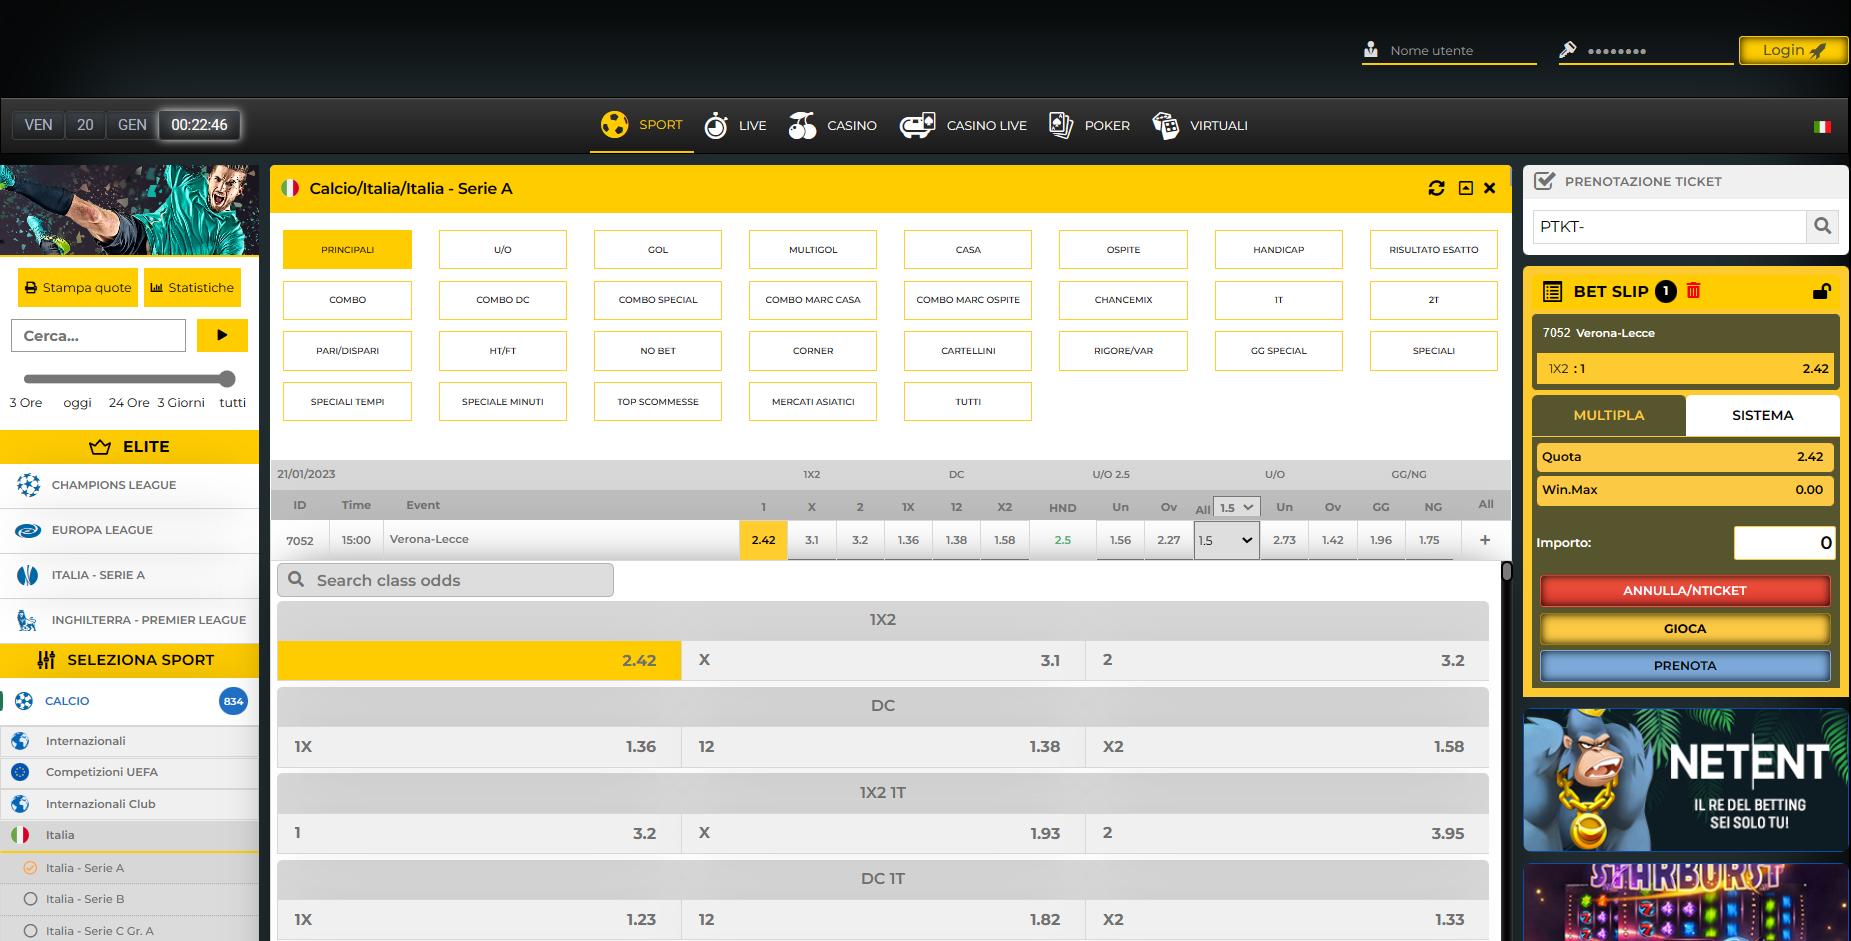 Nome utente
••••••••
Login
VEN 20 GEN 00:22:46
SPORT LIVE CASINO CASINO LIVE POKER VIRTUALI
Stampa quote
Statistiche
Cerca...
3 Ore oggi 24 Ore 3 Giorni tutti
ELITE
CHAMPIONS LEAGUE
EUROPA LEAGUE
ITALIA - SERIE A
INGHILTERRA - PREMIER LEAGUE
SELEZIONA SPORT
CALCIO 834
Internazionali
Competizioni UEFA
Internazionali Club
Italia
Italia - Serie A
Italia - Serie B
Italia - Serie C Gr. A
Calcio/Italia/Italia - Serie A
PRINCIPALI U/O GOL MULTIGOL CASA OSPITE HANDICAP RISULTATO ESATTO
COMBO COMBO DC COMBO SPECIAL COMBO MARC CASA COMBO MARC OSPITE CHANCEMIX 1T 2T
PARI/DISPARI HT/FT NO BET CORNER CARTELLINI RIGORE/VAR GG SPECIAL SPECIALI
SPECIALI TEMPI SPECIALE MINUTI TOP SCOMMESSE MERCATI ASIATICI TUTTI
21/01/2023 1X2 DC U/O 2.5 U/O GG/NG
ID Time Event 1 X 2 1X 12 X2 HND Un Ov All 1.5 Un Ov GG NG All
7052 15:00 Verona-Lecce 2.42 3.1 3.2 1.36 1.38 1.58 2.5 1.56 2.27 1.5 2.73 1.42 1.96 1.75 +
Search class odds
1X2
2.42 X 3.1 2 3.2
DC
1X 1.36 12 1.38 X2 1.58
1X2 1T
1 3.2 X 1.93 2 3.95
DC 1T
1X 1.23 12 1.82 X2 1.33
PRENOTAZIONE TICKET
PTKT-
BET SLIP 1
7052 Verona-Lecce
1X2 : 1 2.42
MULTIPLA SISTEMA
Quota 2.42
Win.Max 0.00
Importo: 0
ANNULLA/NTICKET
GIOCA
PRENOTA
NETENT
IL RE DEL BETTING
SEI SOLO TU!
STARBURST